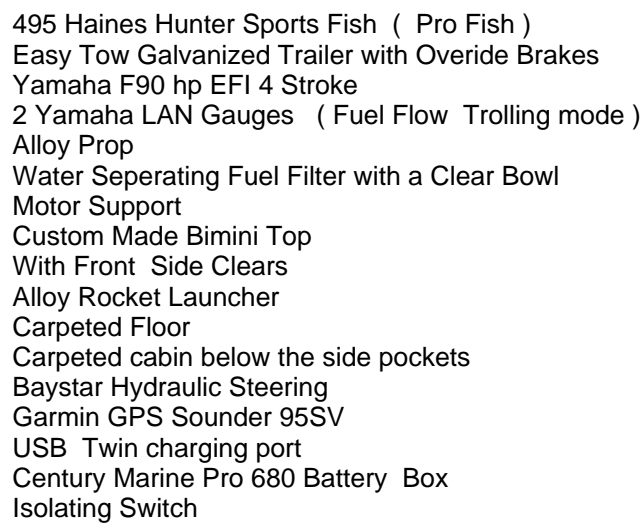 495 Haines Hunter Sports Fish  ( Pro Fish )
Easy Tow Galvanized Trailer with Overide Brakes
Yamaha F90 hp EFI 4 Stroke
2 Yamaha LAN Gauges   ( Fuel Flow  Trolling mode )
Alloy Prop
Water Seperating Fuel Filter with a Clear Bowl
Motor Support
Custom Made Bimini Top
With Front  Side Clears
Alloy Rocket Launcher
Carpeted Floor
Carpeted cabin below the side pockets
Baystar Hydraulic Steering
Garmin GPS Sounder 95SV
USB  Twin charging port
Century Marine Pro 680 Battery  Box
Isolating Switch